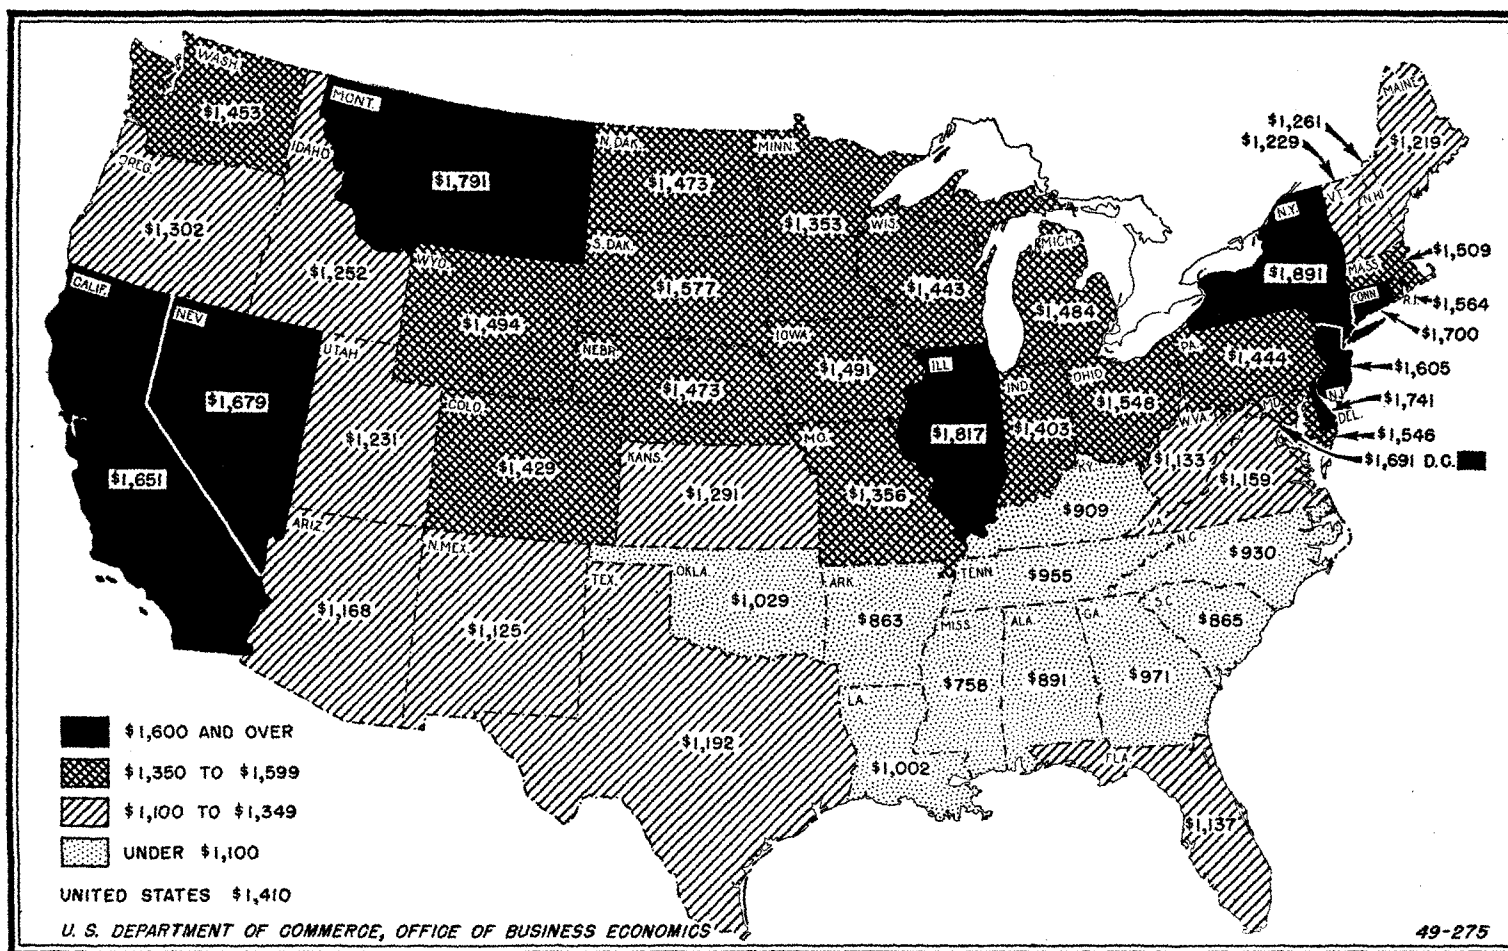 WASH.
$1,453
MONT.
$1,791
OREG.
$1,302
IDAHO
$1,252
N. DAK.
$1,473
MINN.
$1,353
WIS.
$1,443
MICH.
$1,484
$1,261
$1,229
MAINE
$1,219
VT.
N.H.
N.Y.
$1,891
MASS.
$1,509
CONN.
R.I.
$1,564
$1,700
$1,605
N.J.
$1,741
DEL.
$1,546
$1,691 D.C.
CALIF.
$1,651
NEV.
$1,679
UTAH
$1,231
WYO.
$1,494
S. DAK.
$1,577
NEBR.
$1,473
IOWA
$1,491
ILL.
$1,817
IND.
$1,403
OHIO
$1,548
PA.
$1,444
MD.
W.VA.
$1,133
$1,159
VA.
COLO.
$1,429
KANS.
$1,291
MO.
$1,356
KY.
$909
ARIZ.
$1,168
N.MEX.
$1,125
TEX.
$1,192
OKLA.
$1,029
ARK.
$863
TENN.
$955
N.C.
$930
S.C.
$865
MISS.
$758
ALA.
$891
GA.
$971
LA.
$1,002
FLA.
$1,137
$1,600 AND OVER
$1,350 TO $1,599
$1,100 TO $1,349
UNDER $1,100
UNITED STATES $1,410
U. S. DEPARTMENT OF COMMERCE, OFFICE OF BUSINESS ECONOMICS
49-275